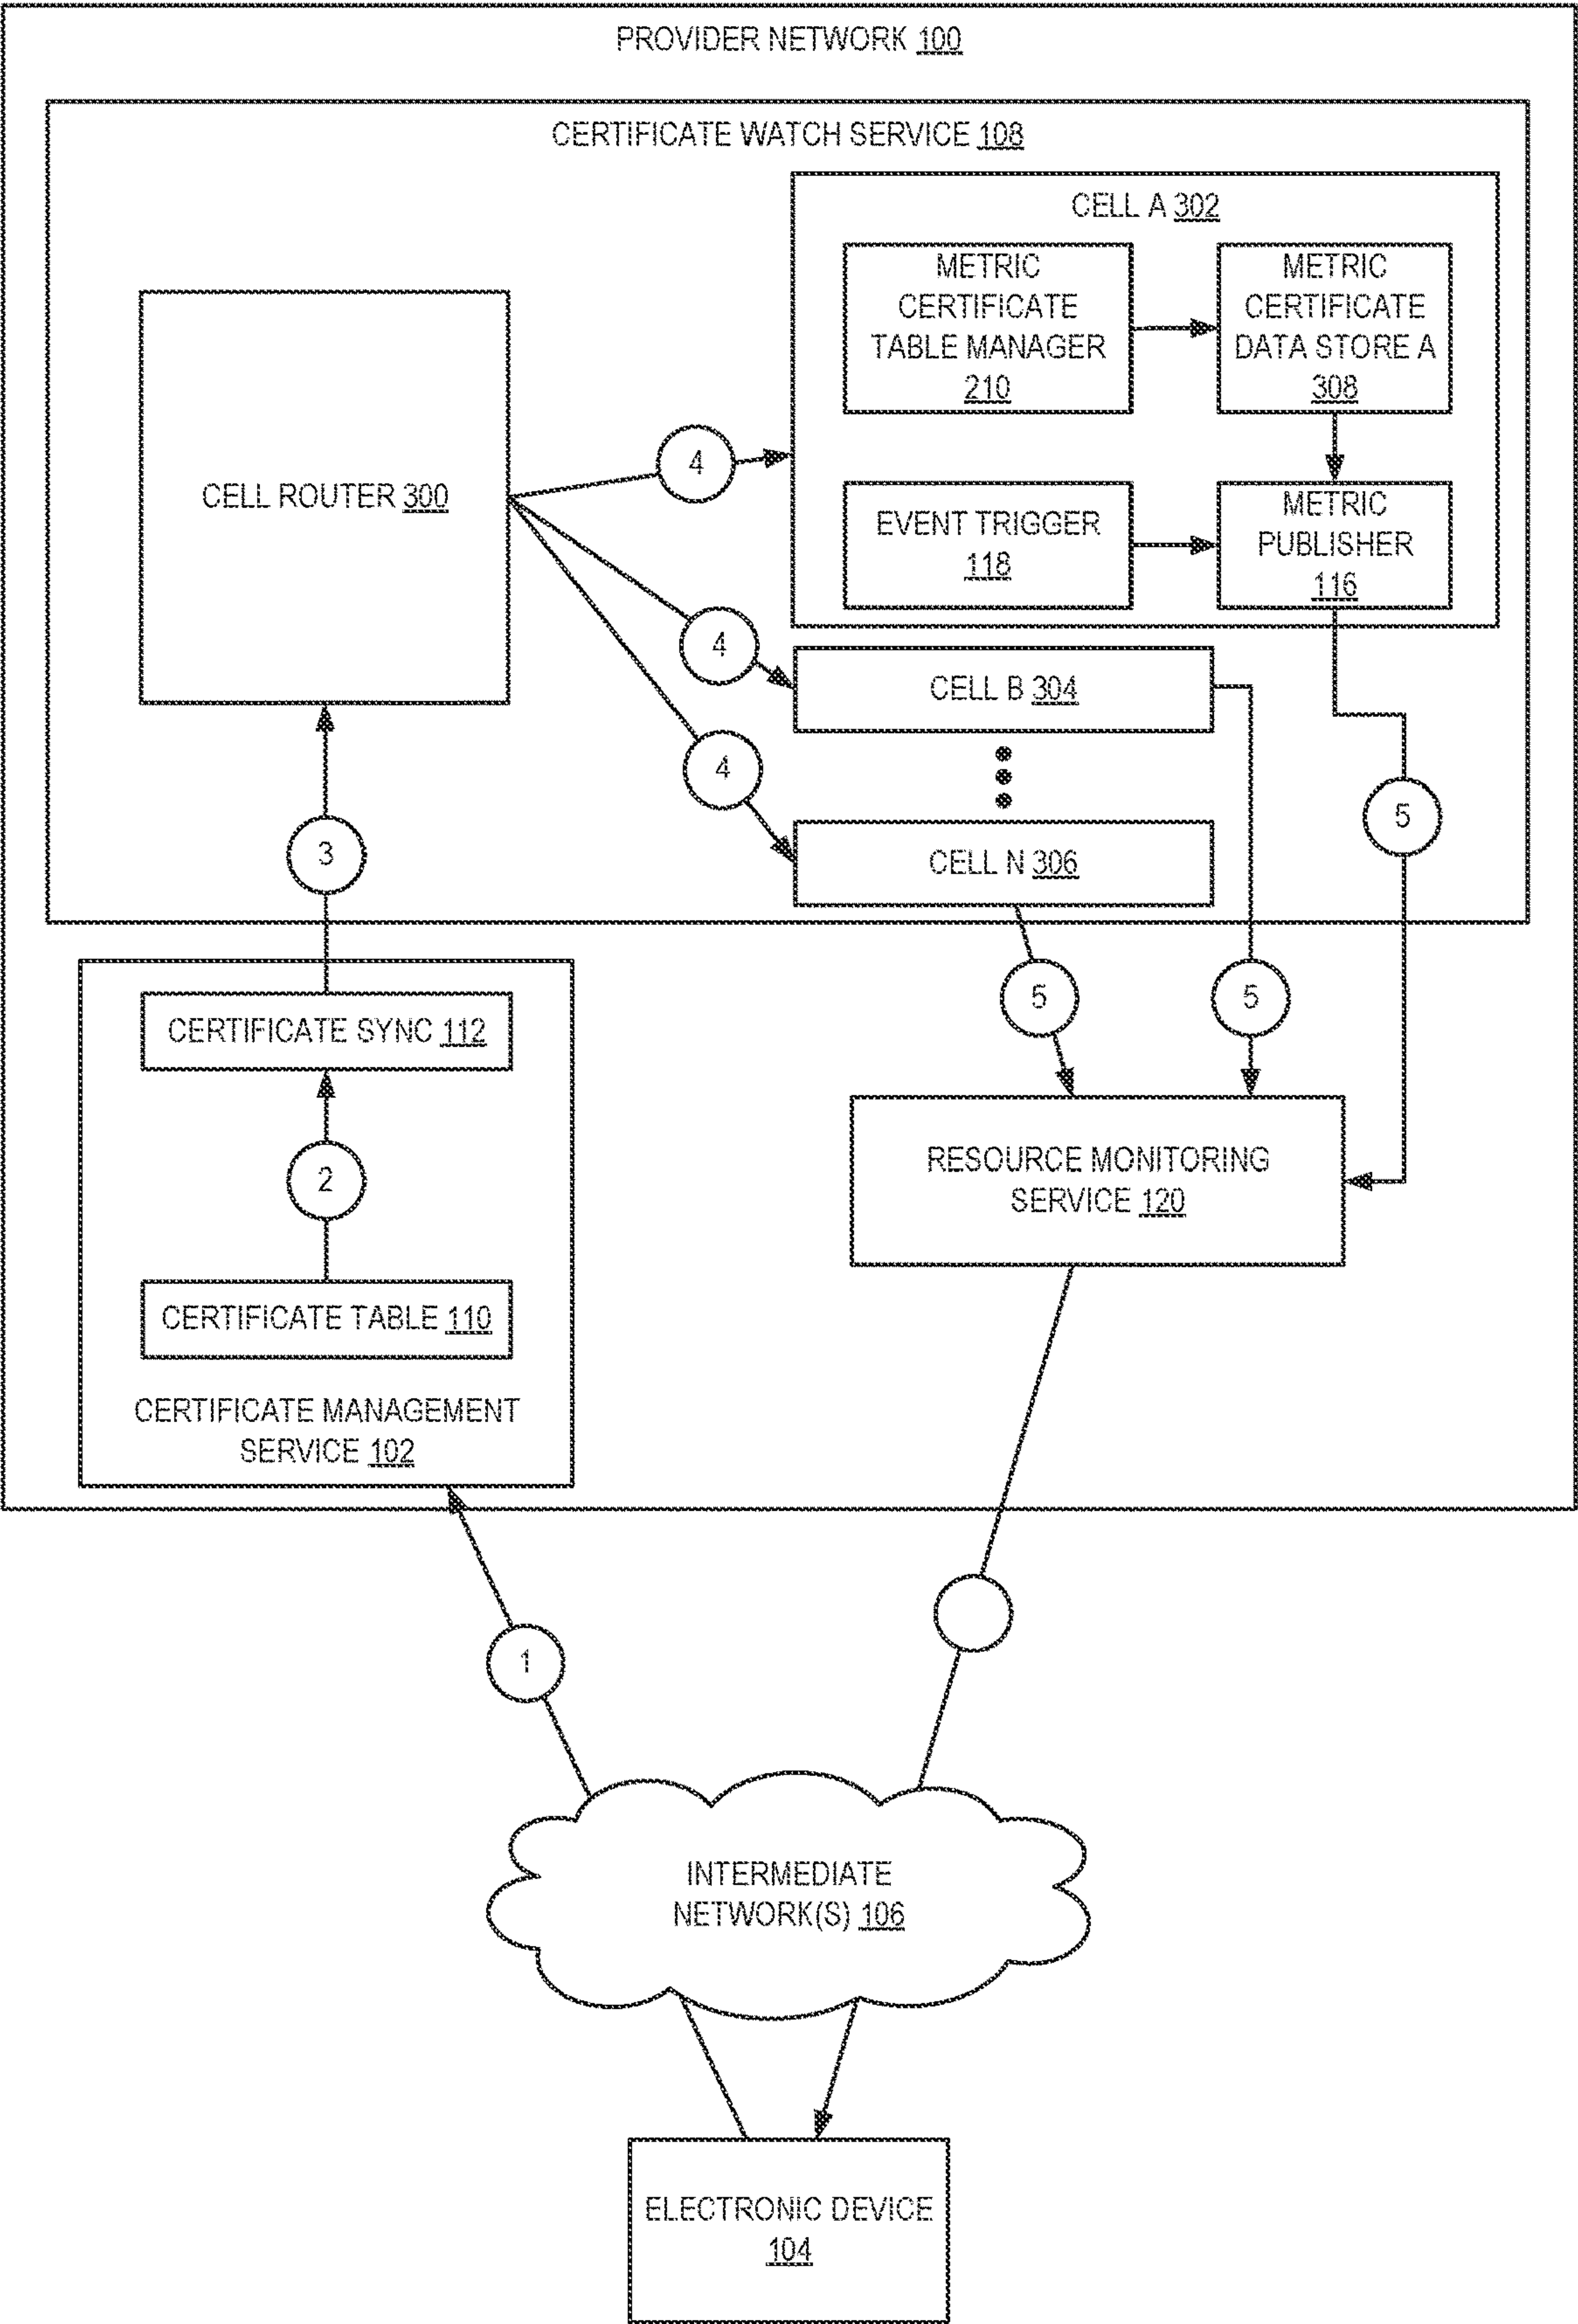 PROVIDER NETWORK 100
CERTIFICATE WATCH SERVICE 108
CELL A 302
METRIC
CERTIFICATE
TABLE MANAGER
210
METRIC
CERTIFICATE
DATA STORE A
308
CELL ROUTER 300
4
EVENT TRIGGER
118
METRIC
PUBLISHER
116
4
CELL B 304
4
5
3
CELL N 306
5
5
CERTIFICATE SYNC 112
2
RESOURCE MONITORING
SERVICE 120
CERTIFICATE TABLE 110
CERTIFICATE MANAGEMENT
SERVICE 102
1
INTERMEDIATE
NETWORK(S) 106
ELECTRONIC DEVICE
104